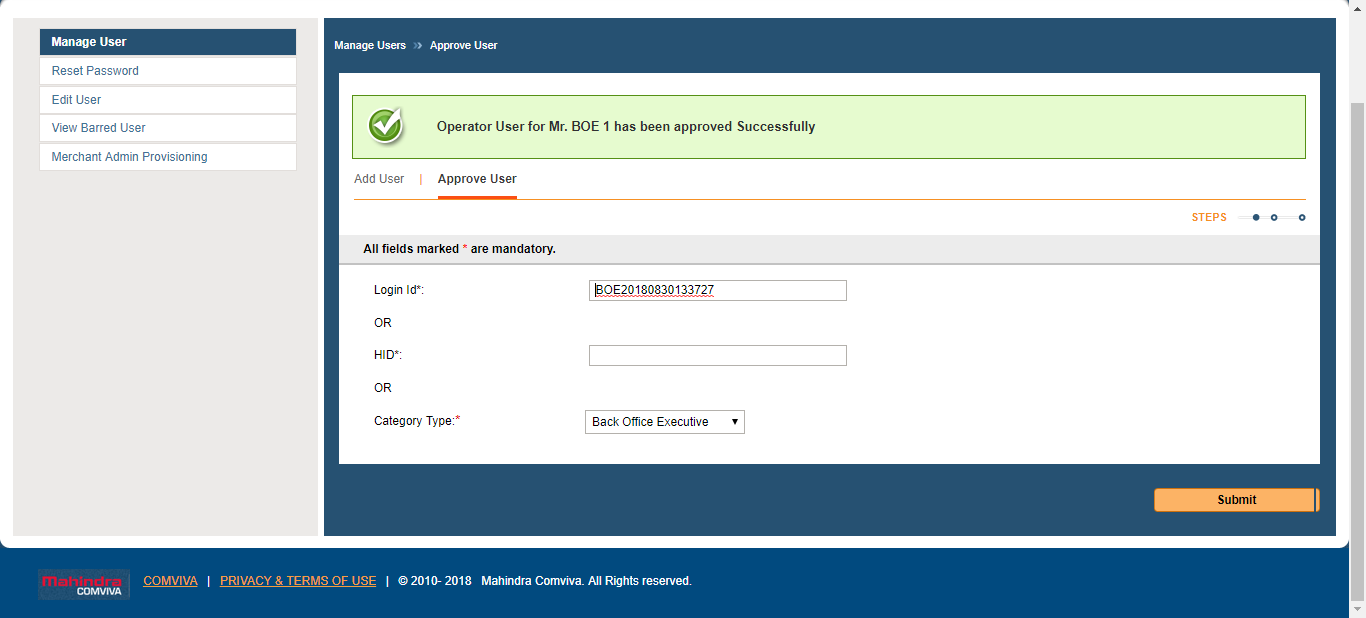 Manage User
Reset Password
Edit User
View Barred User
Merchant Admin Provisioning
Manage Users » Approve User
Operator User for Mr. BOE 1 has been approved Successfully
Add User | Approve User
STEPS
All fields marked * are mandatory.
Login Id*: BOE20180830133727
OR
HID*:
OR
Category Type:* Back Office Executive
Submit
Mahindra
COMVIVA
COMVIVA | PRIVACY & TERMS OF USE | © 2010- 2018 Mahindra Comviva. All Rights reserved.